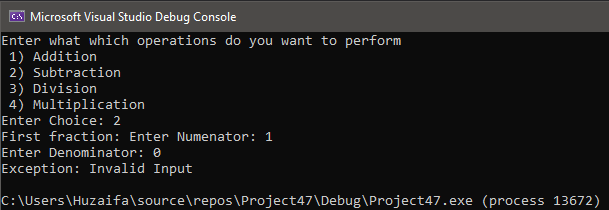 Microsoft Visual Studio Debug Console
Enter what which operations do you want to perform
1) Addition
2) Subtraction
3) Division
4) Multiplication
Enter Choice: 2
First fraction: Enter Numenator: 1
Enter Denominator: 0
Exception: Invalid Input
C:\Users\Huzaifa\source\repos\Project47\Debug\Project47.exe (process 13672)